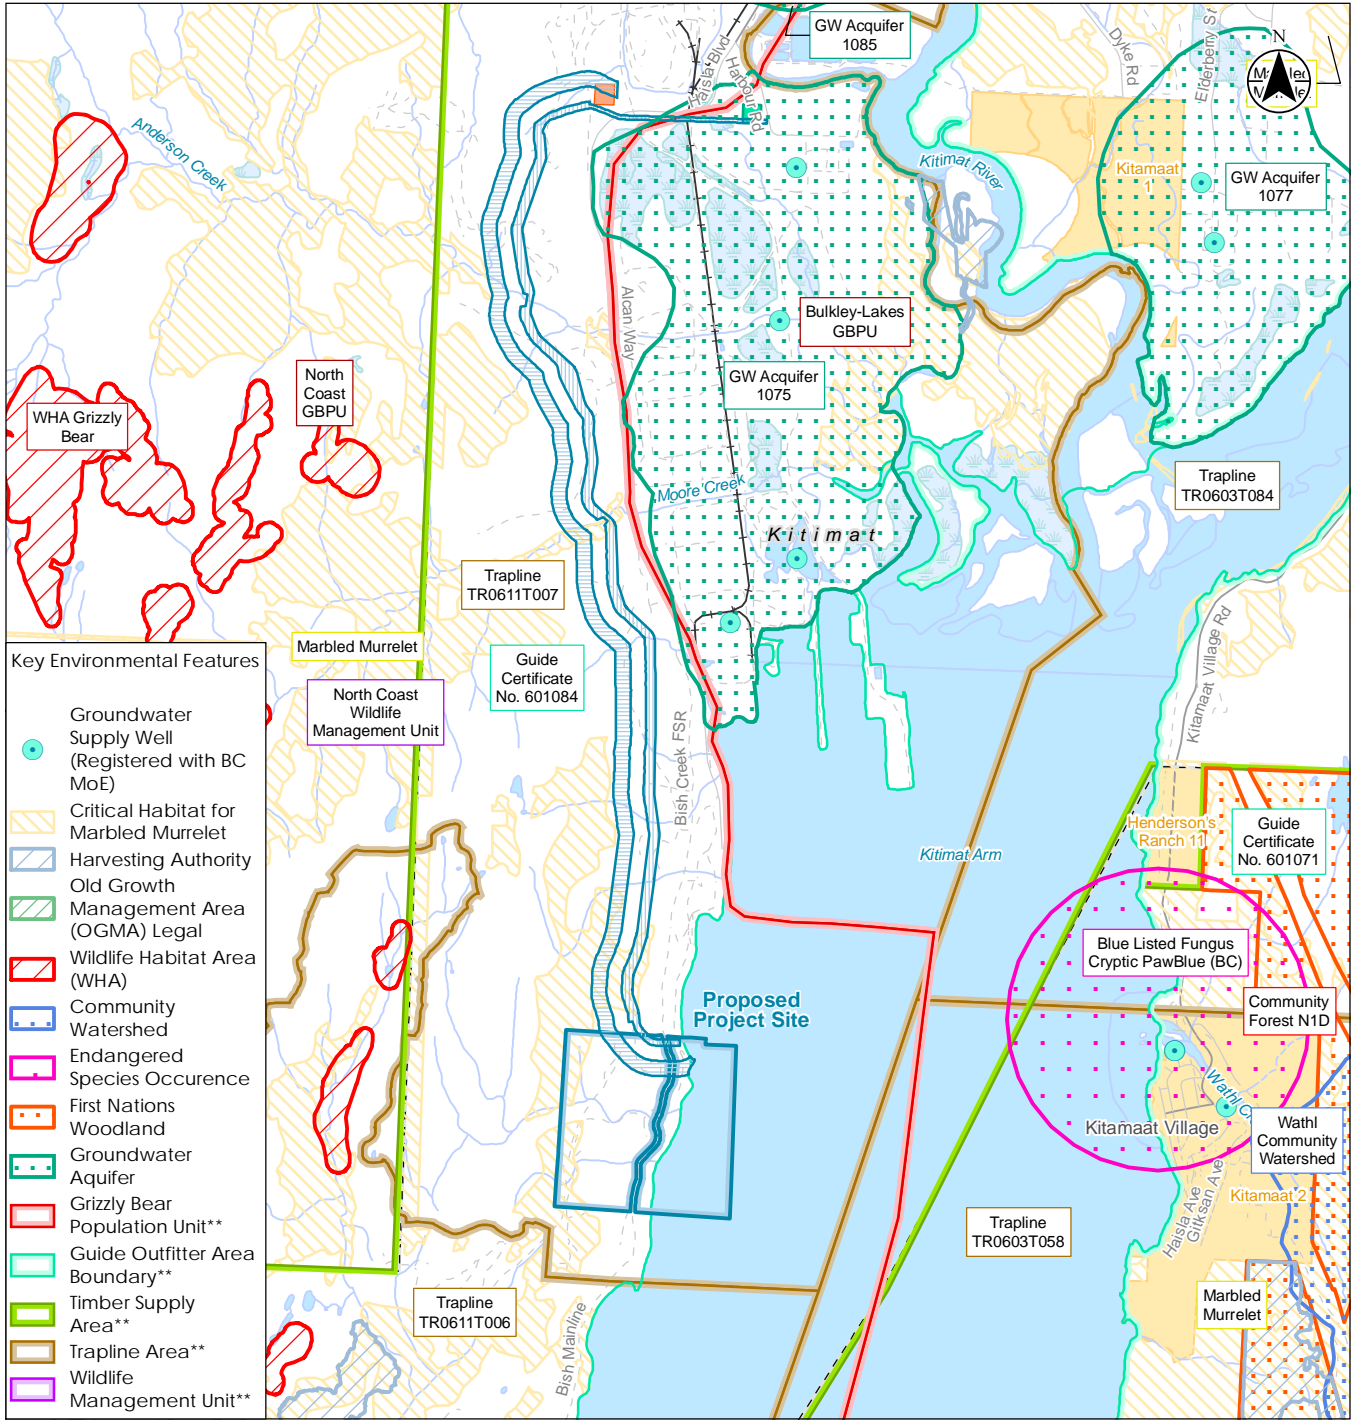 GW Acquifer
1085
Haisla Blvd
Harbour Rd
Dyke Rd
Elderberry St
N
Anderson Creek
Kitimat River
Kitamaat
1
GW Acquifer
1077
Alcan Way
Bulkley-Lakes
GBPU
GW Acquifer
1075
North
Coast
GBPU
WHA Grizzly
Bear
Moore Creek
Kitimat
Trapline
TR0603T084
Trapline
TR0611T007
Marbled Murrelet
Guide
Certificate
No. 601084
North Coast
Wildlife
Management Unit
Kitamaat Village Rd
Bish Creek FSR
Kitimat Arm
Henderson's
Ranch 11
Guide
Certificate
No. 601071
Blue Listed Fungus
Cryptic PawBlue (BC)
Proposed
Project Site
Community
Forest N1D
Kitamaat Village
Wathl
Community
Watershed
Haisla Ave
Gitksan Ave
Kitamaat 2
Trapline
TR0603T058
Trapline
TR0611T006
Bish Mainline
Marbled
Murrelet
Key Environmental Features
Groundwater
Supply Well
(Registered with BC
MoE)
Critical Habitat for
Marbled Murrelet
Harvesting Authority
Old Growth
Management Area
(OGMA) Legal
Wildlife Habitat Area
(WHA)
Community
Watershed
Endangered
Species Occurence
First Nations
Woodland
Groundwater
Aquifer
Grizzly Bear
Population Unit**
Guide Outfitter Area
Boundary**
Timber Supply
Area**
Trapline Area**
Wildlife
Management Unit**